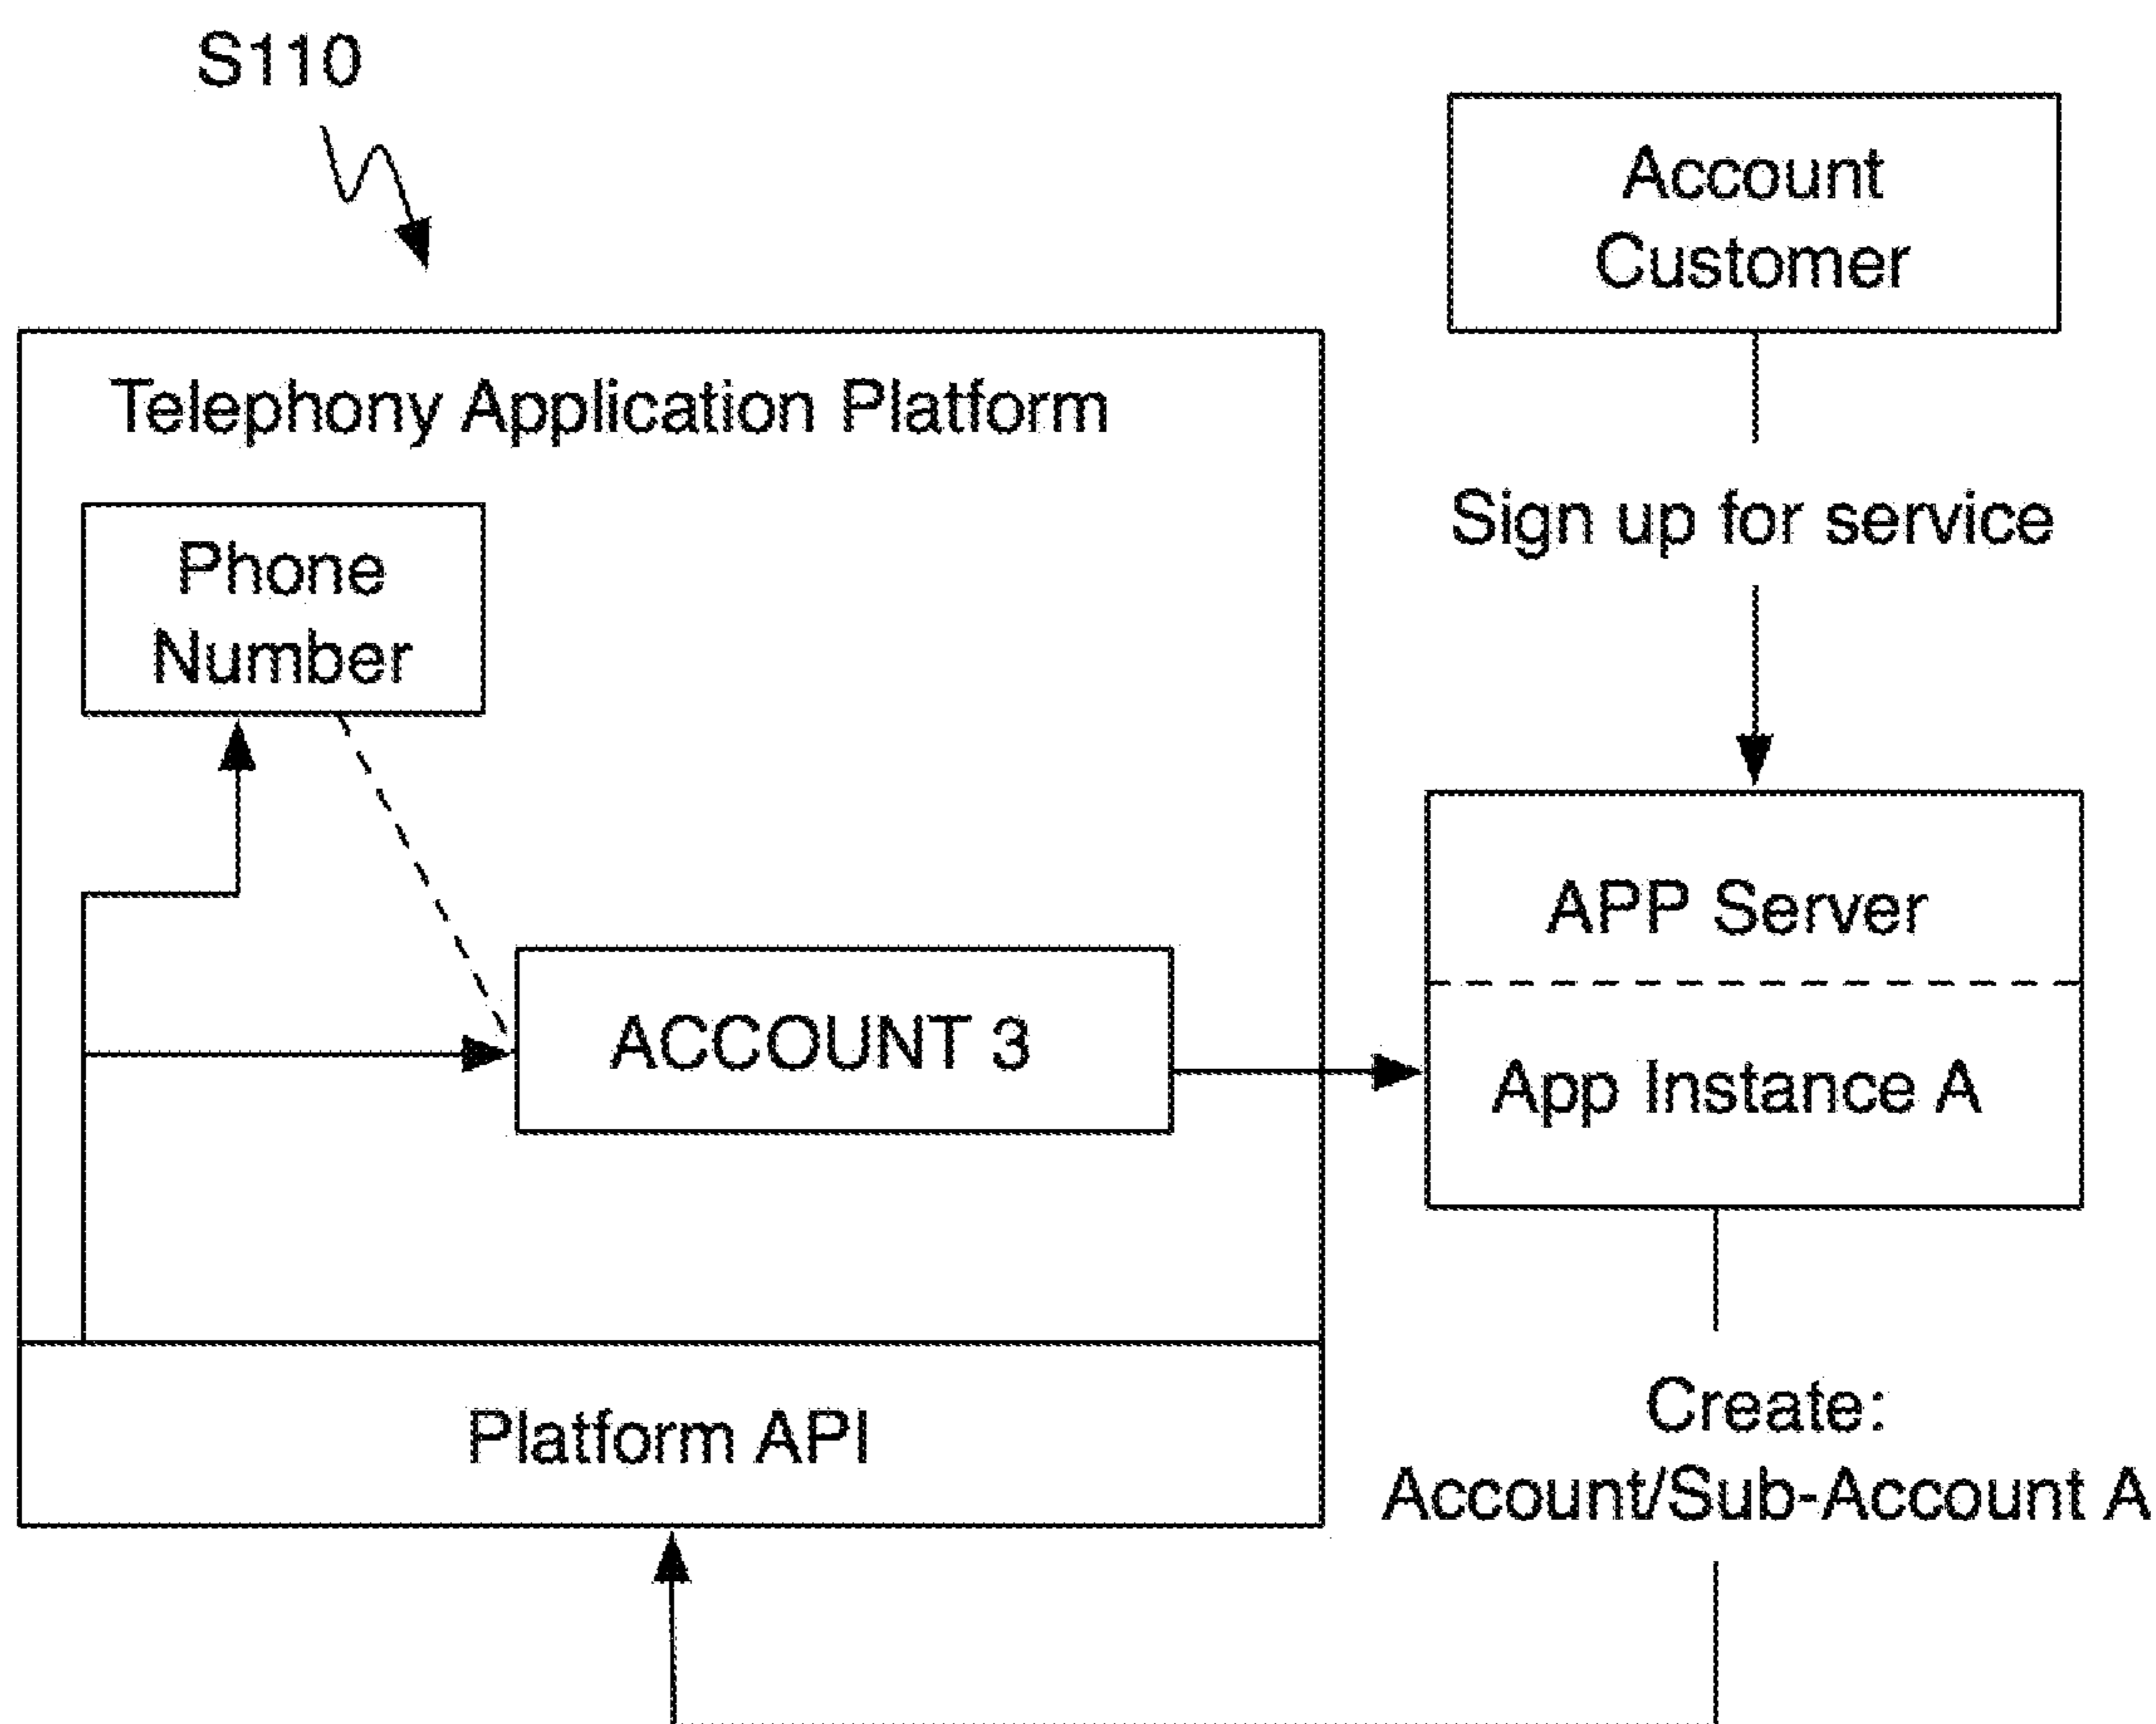 S110
Account
Customer
Telephony Application Platform
Sign up for service
Phone
Number
APP Server
ACCOUNT 3
App Instance A
Platform API
Create:
Account/Sub-Account A